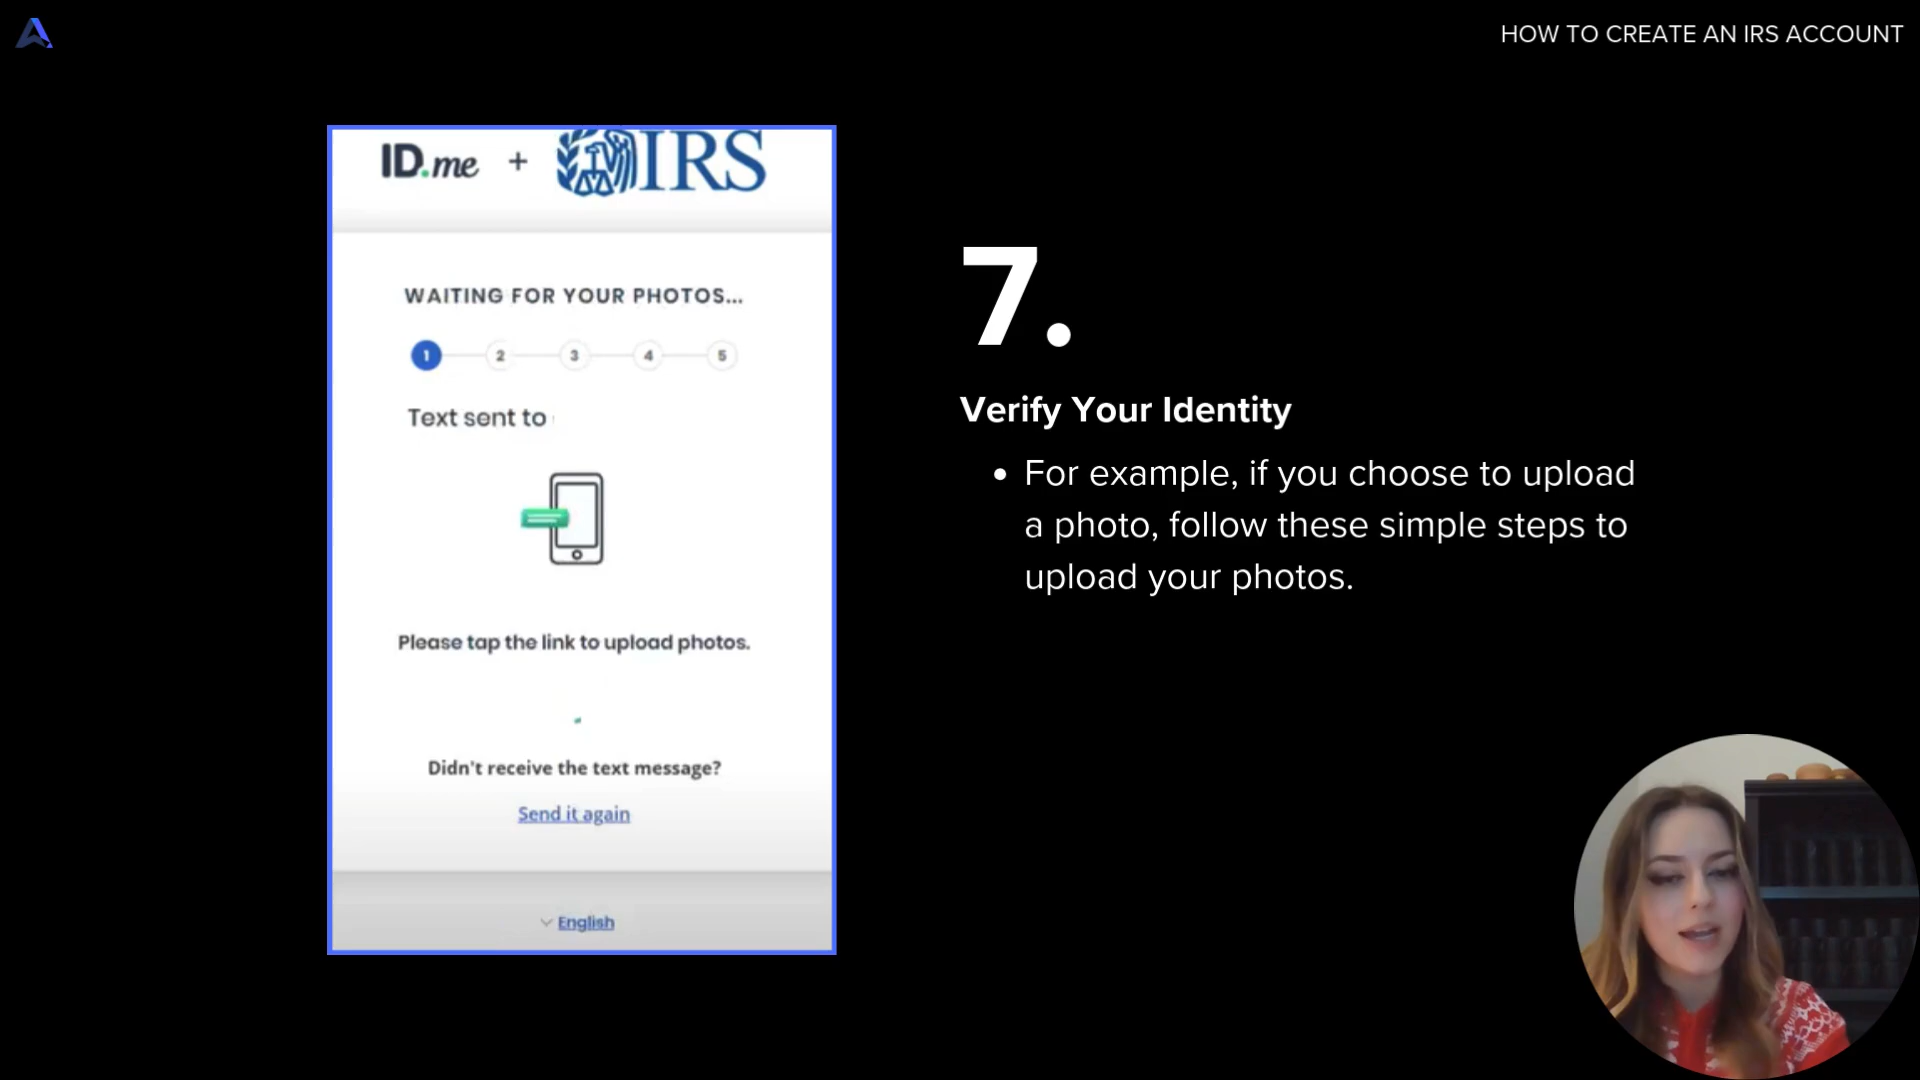 HOW TO CREATE AN IRS ACCOUNT
ID.me + IRS
WAITING FOR YOUR PHOTOS...
1 2 3 4 5
Text sent to
Please tap the link to upload photos.
Didn't receive the text message?
Send it again
English
7.
Verify Your Identity
• For example, if you choose to upload
a photo, follow these simple steps to
upload your photos.